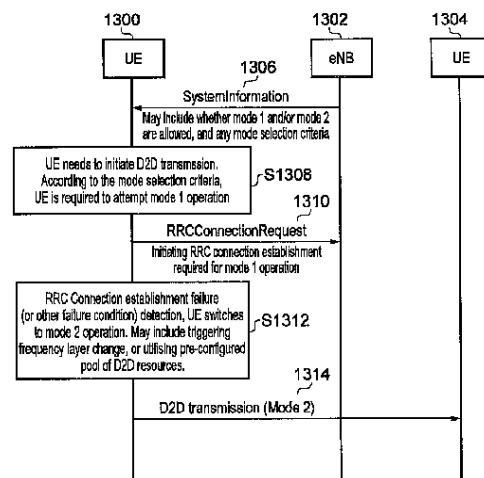 1300
1302
1304
UE
eNB
UE
1306
SystemInformation
May include whether mode 1 and/or mode 2
are allowed, and any mode selection criteria
UE needs to initiate D2D transmission.
According to the mode selection criteria,
UE is required to attempt mode 1 operation
S1308
1310
RRCConnectionRequest
Initiating RRC connection establishment
required for mode 1 operation
RRC Connection establishment failure
(or other failure condition) detection, UE switches
to mode 2 operation. May include triggering
frequency layer change, or utilising pre-configured
pool of D2D resources.
S1312
1314
D2D transmission (Mode 2)